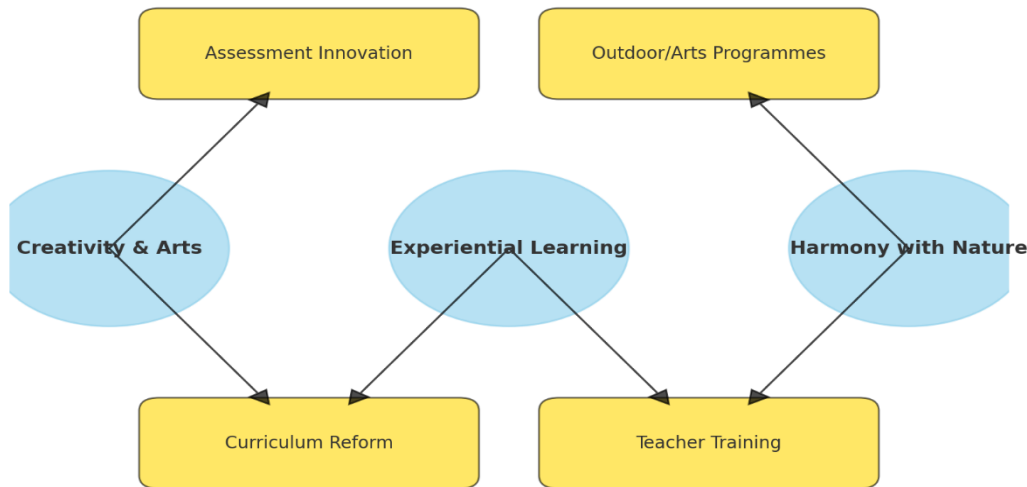 Assessment Innovation
Outdoor/Arts Programmes
Creativity & Arts
Experiential Learning
Harmony with Nature
Curriculum Reform
Teacher Training